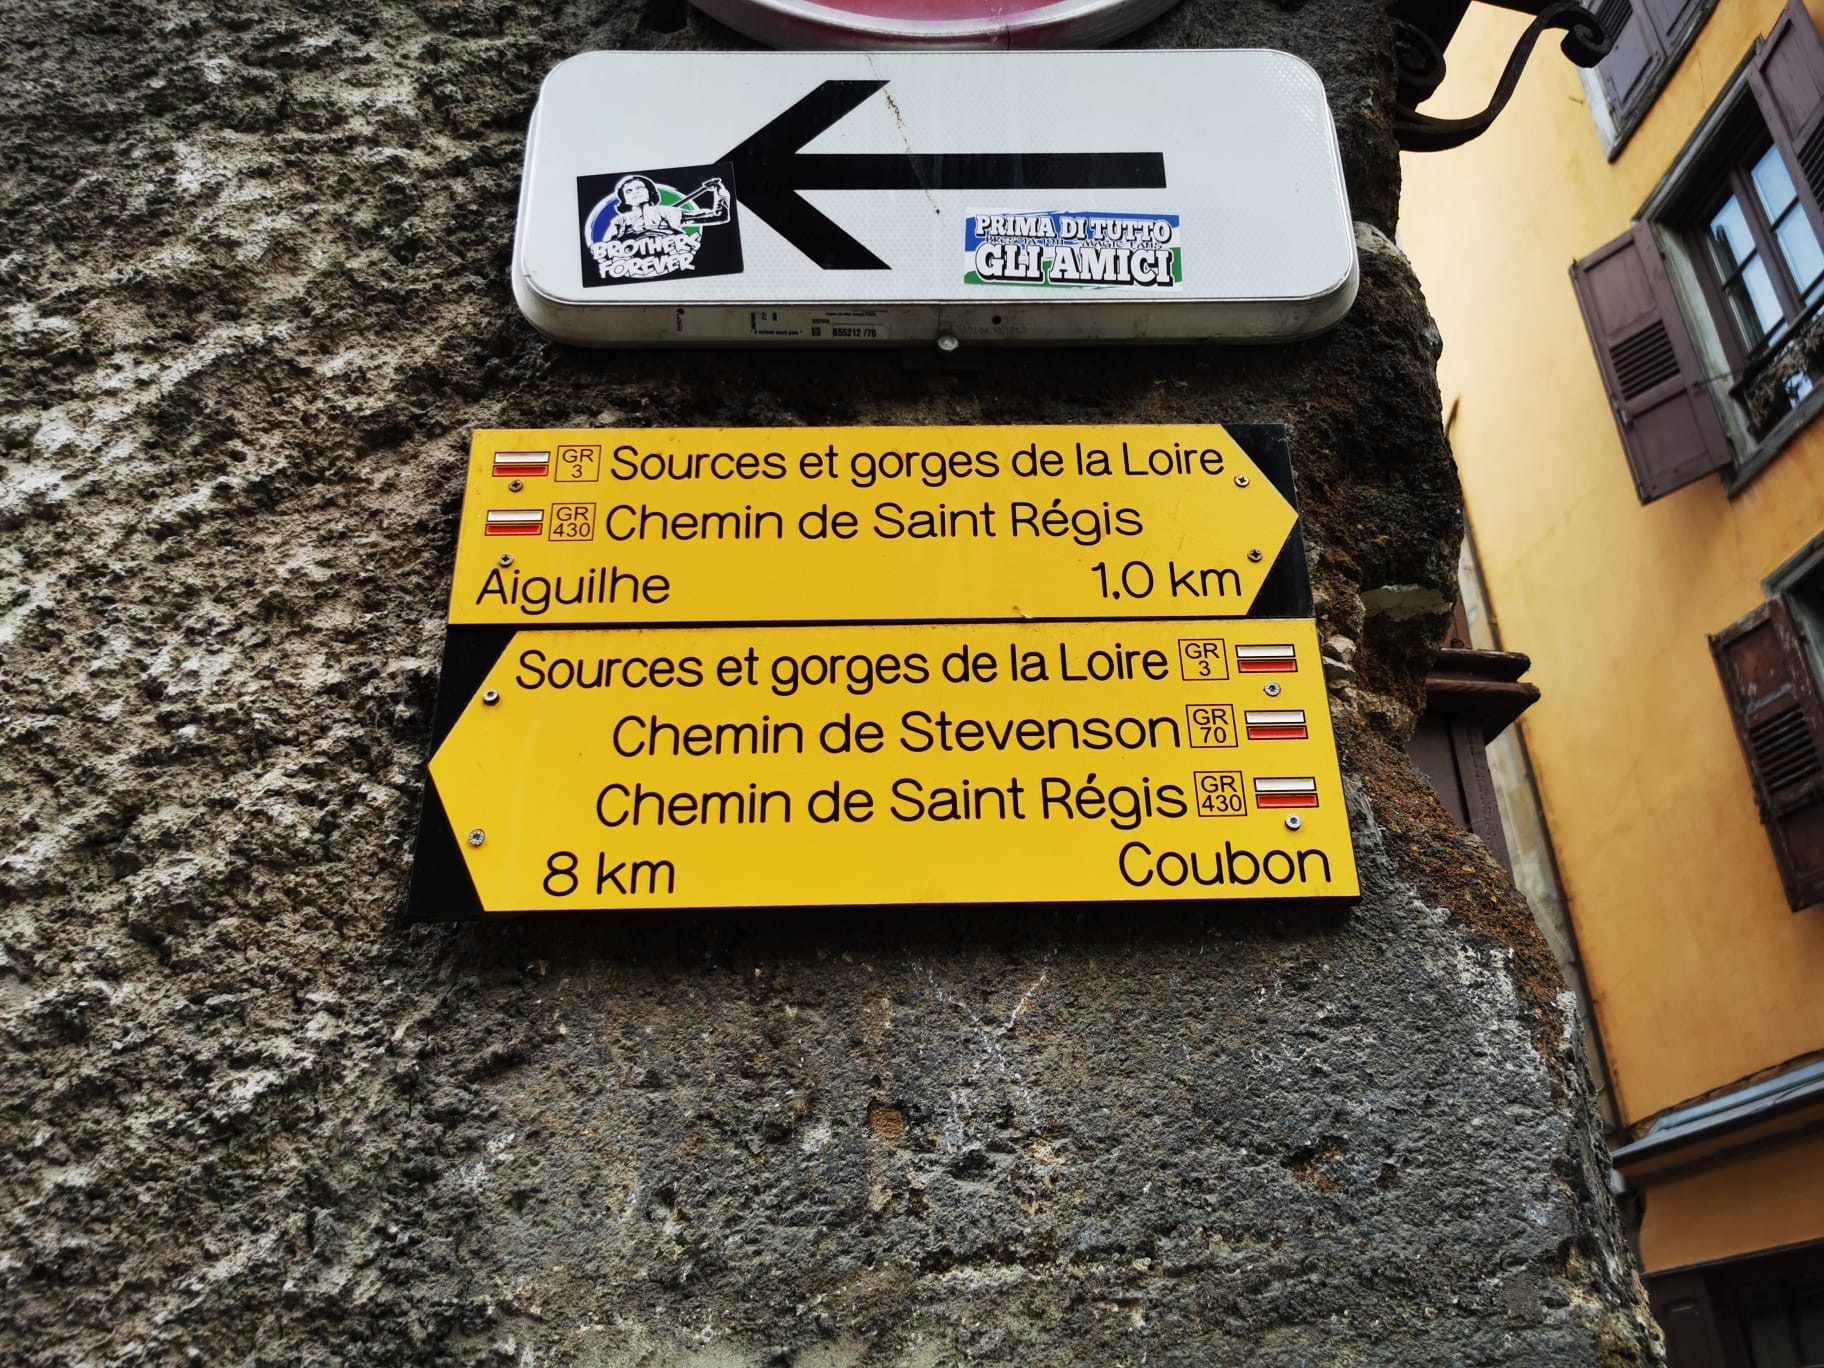 BROTHERS
FOREVER
PRIMA DI TUTTO
GLI AMICI
655212 /70
GR 3 Sources et gorges de la Loire
GR 430 Chemin de Saint Régis
Aiguilhe 1,0 km
Sources et gorges de la Loire GR 3
Chemin de Stevenson GR 70
Chemin de Saint Régis GR 430
8 km Coubon